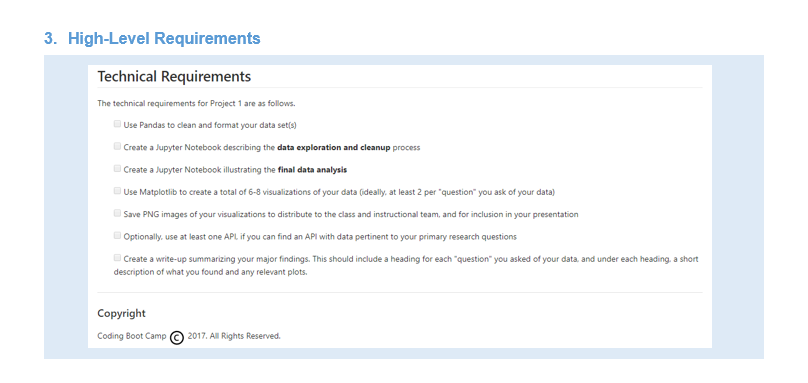 3. High-Level Requirements
Technical Requirements
The technical requirements for Project 1 are as follows.
Use Pandas to clean and format your data set(s)
Create a Jupyter Notebook describing the data exploration and cleanup process
Create a Jupyter Notebook illustrating the final data analysis
Use Matplotlib to create a total of 6-8 visualizations of your data (ideally, at least 2 per "question" you ask of your data)
Save PNG images of your visualizations to distribute to the class and instructional team, and for inclusion in your presentation
Optionally, use at least one API, if you can find an API with data pertinent to your primary research questions
Create a write-up summarizing your major findings. This should include a heading for each "question" you asked of your data, and under each heading, a short
description of what you found and any relevant plots.
Copyright
Coding Boot Camp © 2017. All Rights Reserved.